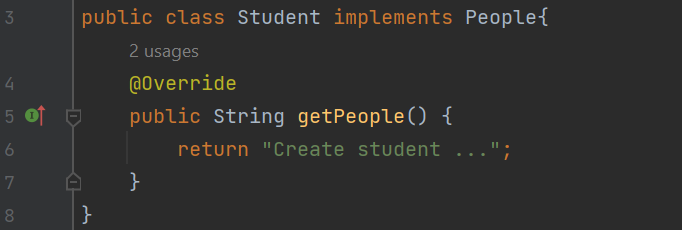 3 public class Student implements People{
2 usages
4 @Override
5 public String getPeople() {
6 return "Create student ...";
7 }
8 }